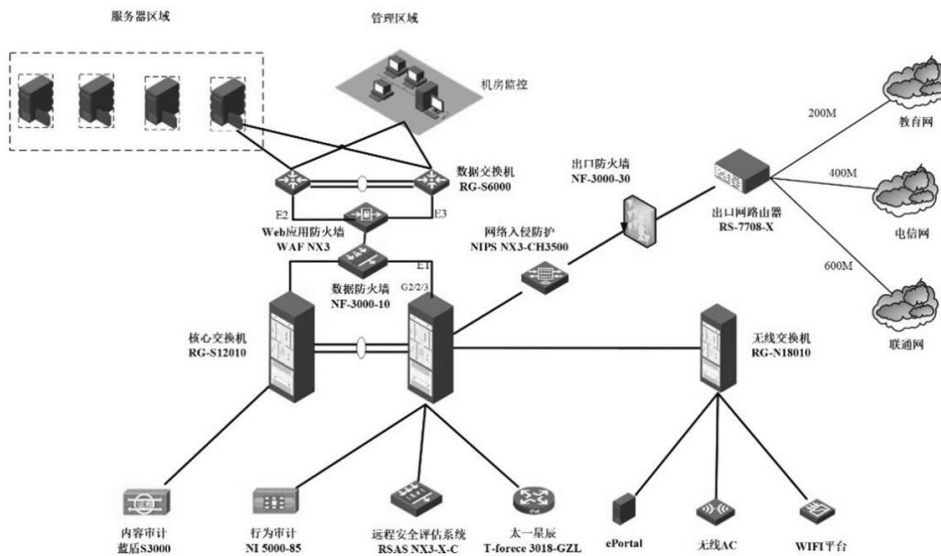 服务器区域
管理区域
机房监控
数据交换机
RG-S6000
E2
E3
Web应用防火墙
WAF NX3
数据防火墙
NF-3000-10
E1
G2/2/3
核心交换机
RG-S12010
网络入侵防护
NIPS NX3-CH3500
出口防火墙
NF-3000-30
出口网路由器
RS-7708-X
200M
教育网
400M
电信网
600M
联通网
无线交换机
RG-N18010
内容审计
蓝盾S3000
行为审计
NI 5000-85
远程安全评估系统
RSAS NX3-X-C
太一星辰
T-forece 3018-GZL
ePortal
无线AC
WIFI平台